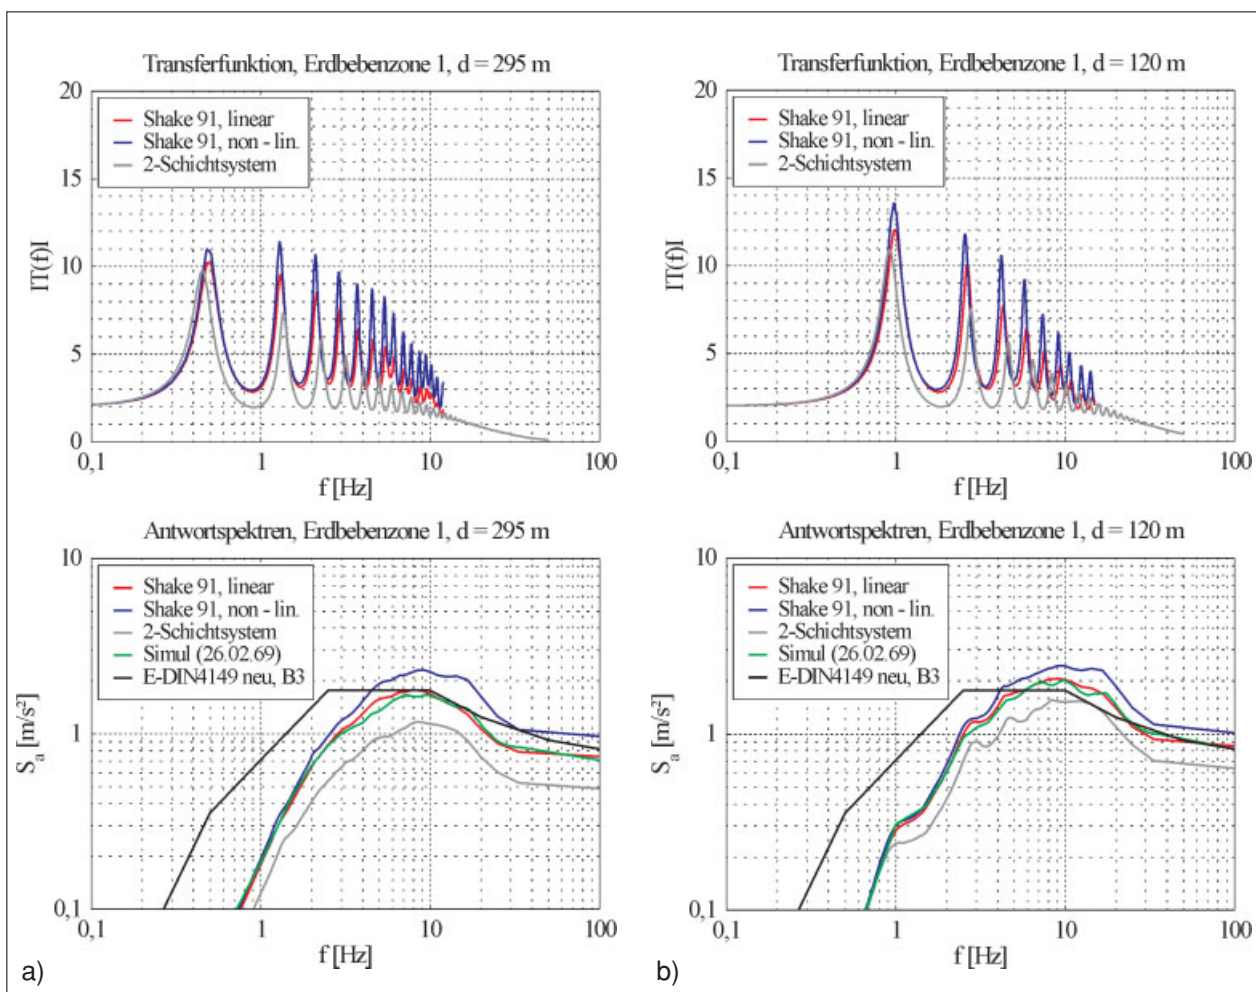 Transferfunktion, Erdbebenzone 1, d = 295 m
20
15
10
5
0
IT(f)I
Shake 91, linear
Shake 91, non - lin.
2-Schichtsystem
0,1 1 10 100
f [Hz]
Transferfunktion, Erdbebenzone 1, d = 120 m
20
15
10
5
0
IT(f)I
Shake 91, linear
Shake 91, non - lin.
2-Schichtsystem
0,1 1 10 100
f [Hz]
Antwortspektren, Erdbebenzone 1, d = 295 m
10
1
0,1
Sa [m/s²]
Shake 91, linear
Shake 91, non - lin.
2-Schichtsystem
Simul (26.02.69)
E-DIN4149 neu, B3
0,1 1 10 100
f [Hz]
a)
Antwortspektren, Erdbebenzone 1, d = 120 m
10
1
0,1
Sa [m/s²]
Shake 91, linear
Shake 91, non - lin.
2-Schichtsystem
Simul (26.02.69)
E-DIN4149 neu, B3
0,1 1 10 100
f [Hz]
b)